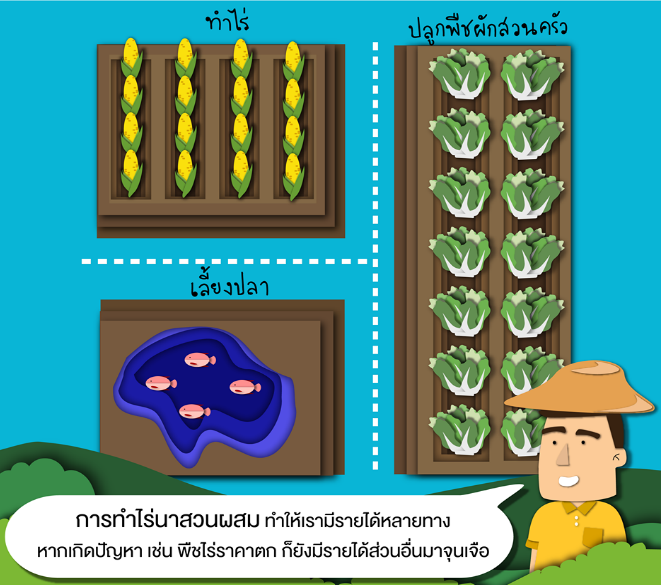 ทำไร่
ปลูกพืชผักสวนครัว
เลี้ยงปลา
การทำไร่นาสวนผสม ทำให้เรามีรายได้หลายทาง
หากเกิดปัญหา เช่น พืชไร่ราคาตก ก็ยังมีรายได้ส่วนอื่นมาจุนเจือ